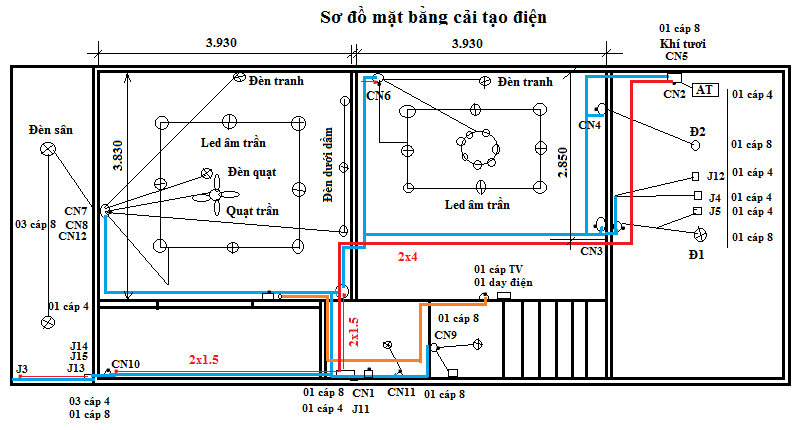 Sơ đồ mặt bằng cải tạo điện
01 cáp 8
Khí tươi
CN5
3.930
3.930
Đèn tranh
CN6
Đèn tranh
CN2
AT
01 cáp 4
Đèn sân
3.830
Led âm trần
Đèn dưới dầm
2.850
CN4
Đ2
01 cáp 8
Đèn quạt
J12
01 cáp 4
CN7
CN8
CN12
Quạt trần
Led âm trần
J4
01 cáp 4
J5
01 cáp 4
03 cáp 8
01 cáp 8
CN3
Đ1
2x4
01 cáp TV
01 day điện
01 cáp 4
01 cáp 8
CN9
2x1.5
J14
J15
J13
J3
CN10
2x1.5
03 cáp 4
01 cáp 8
01 cáp 8
CN1
CN11
01 cáp 8
01 cáp 4
J11